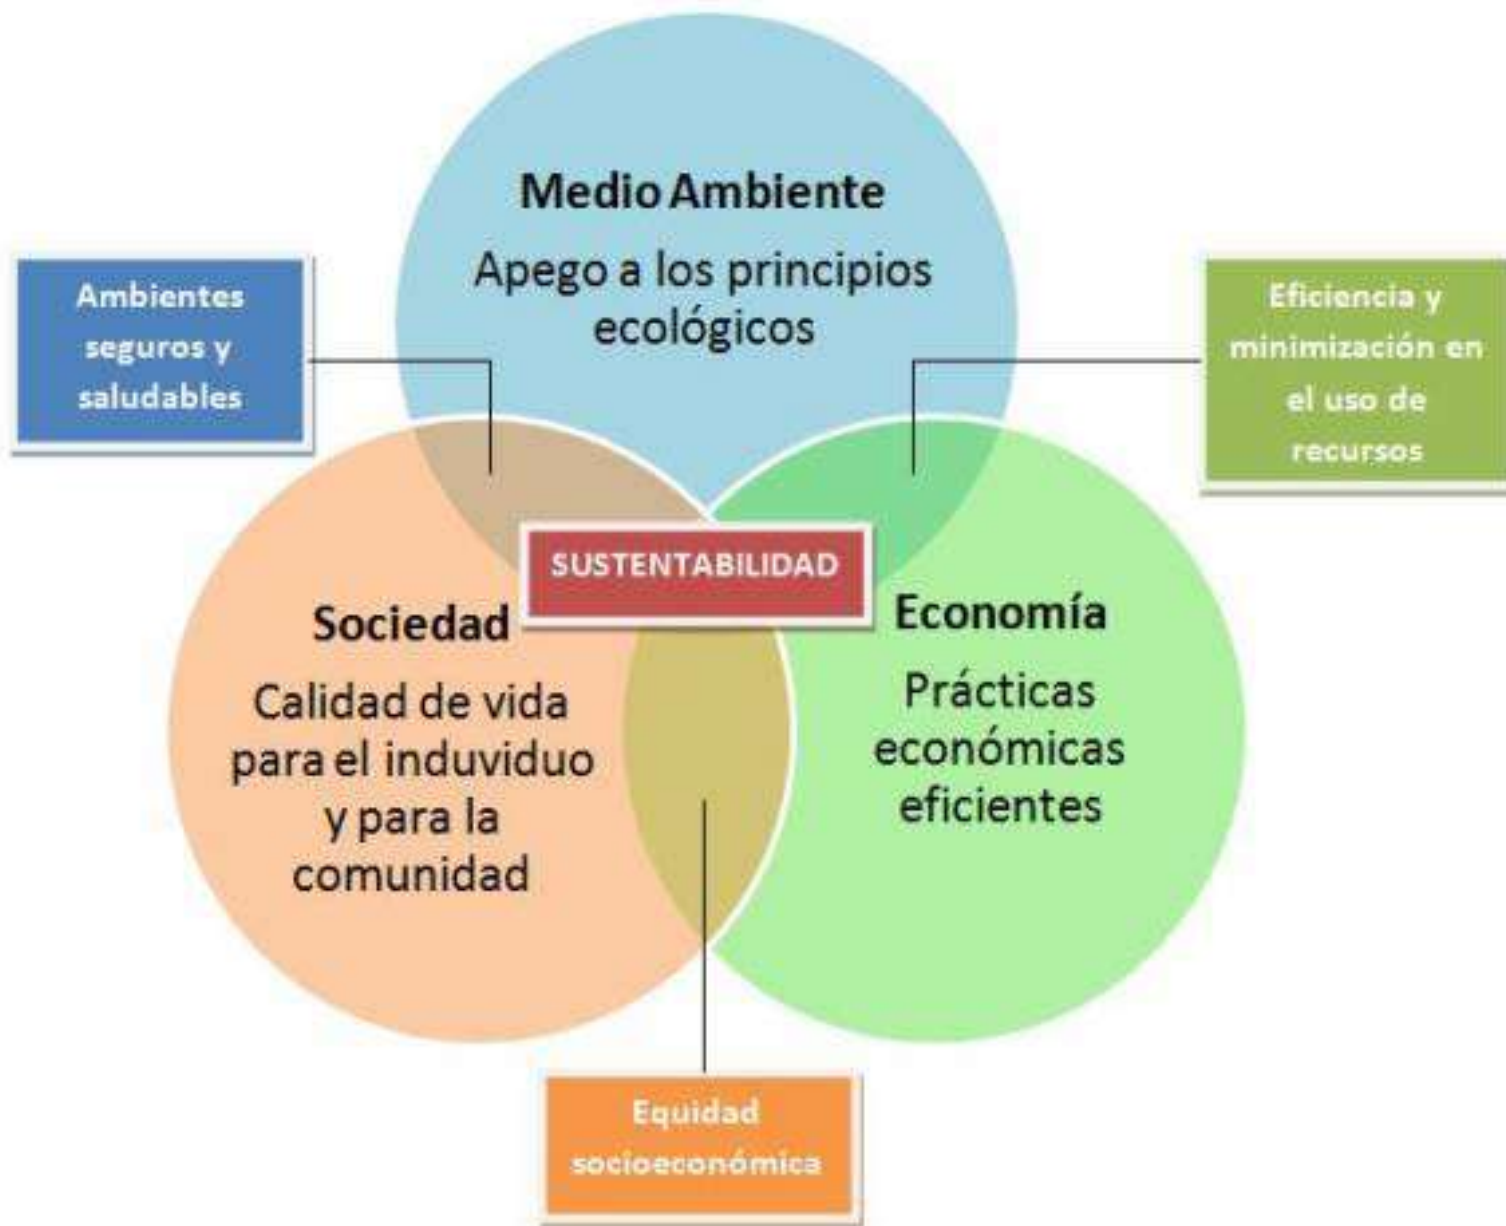 Medio Ambiente
Apego a los principios
ecológicos
Ambientes
seguros y
saludables
Eficiencia y
minimización en
el uso de
recursos
SUSTENTABILIDAD
Sociedad
Calidad de vida
para el induviduo
y para la
comunidad
Economía
Prácticas
económicas
eficientes
Equidad
socioeconómica